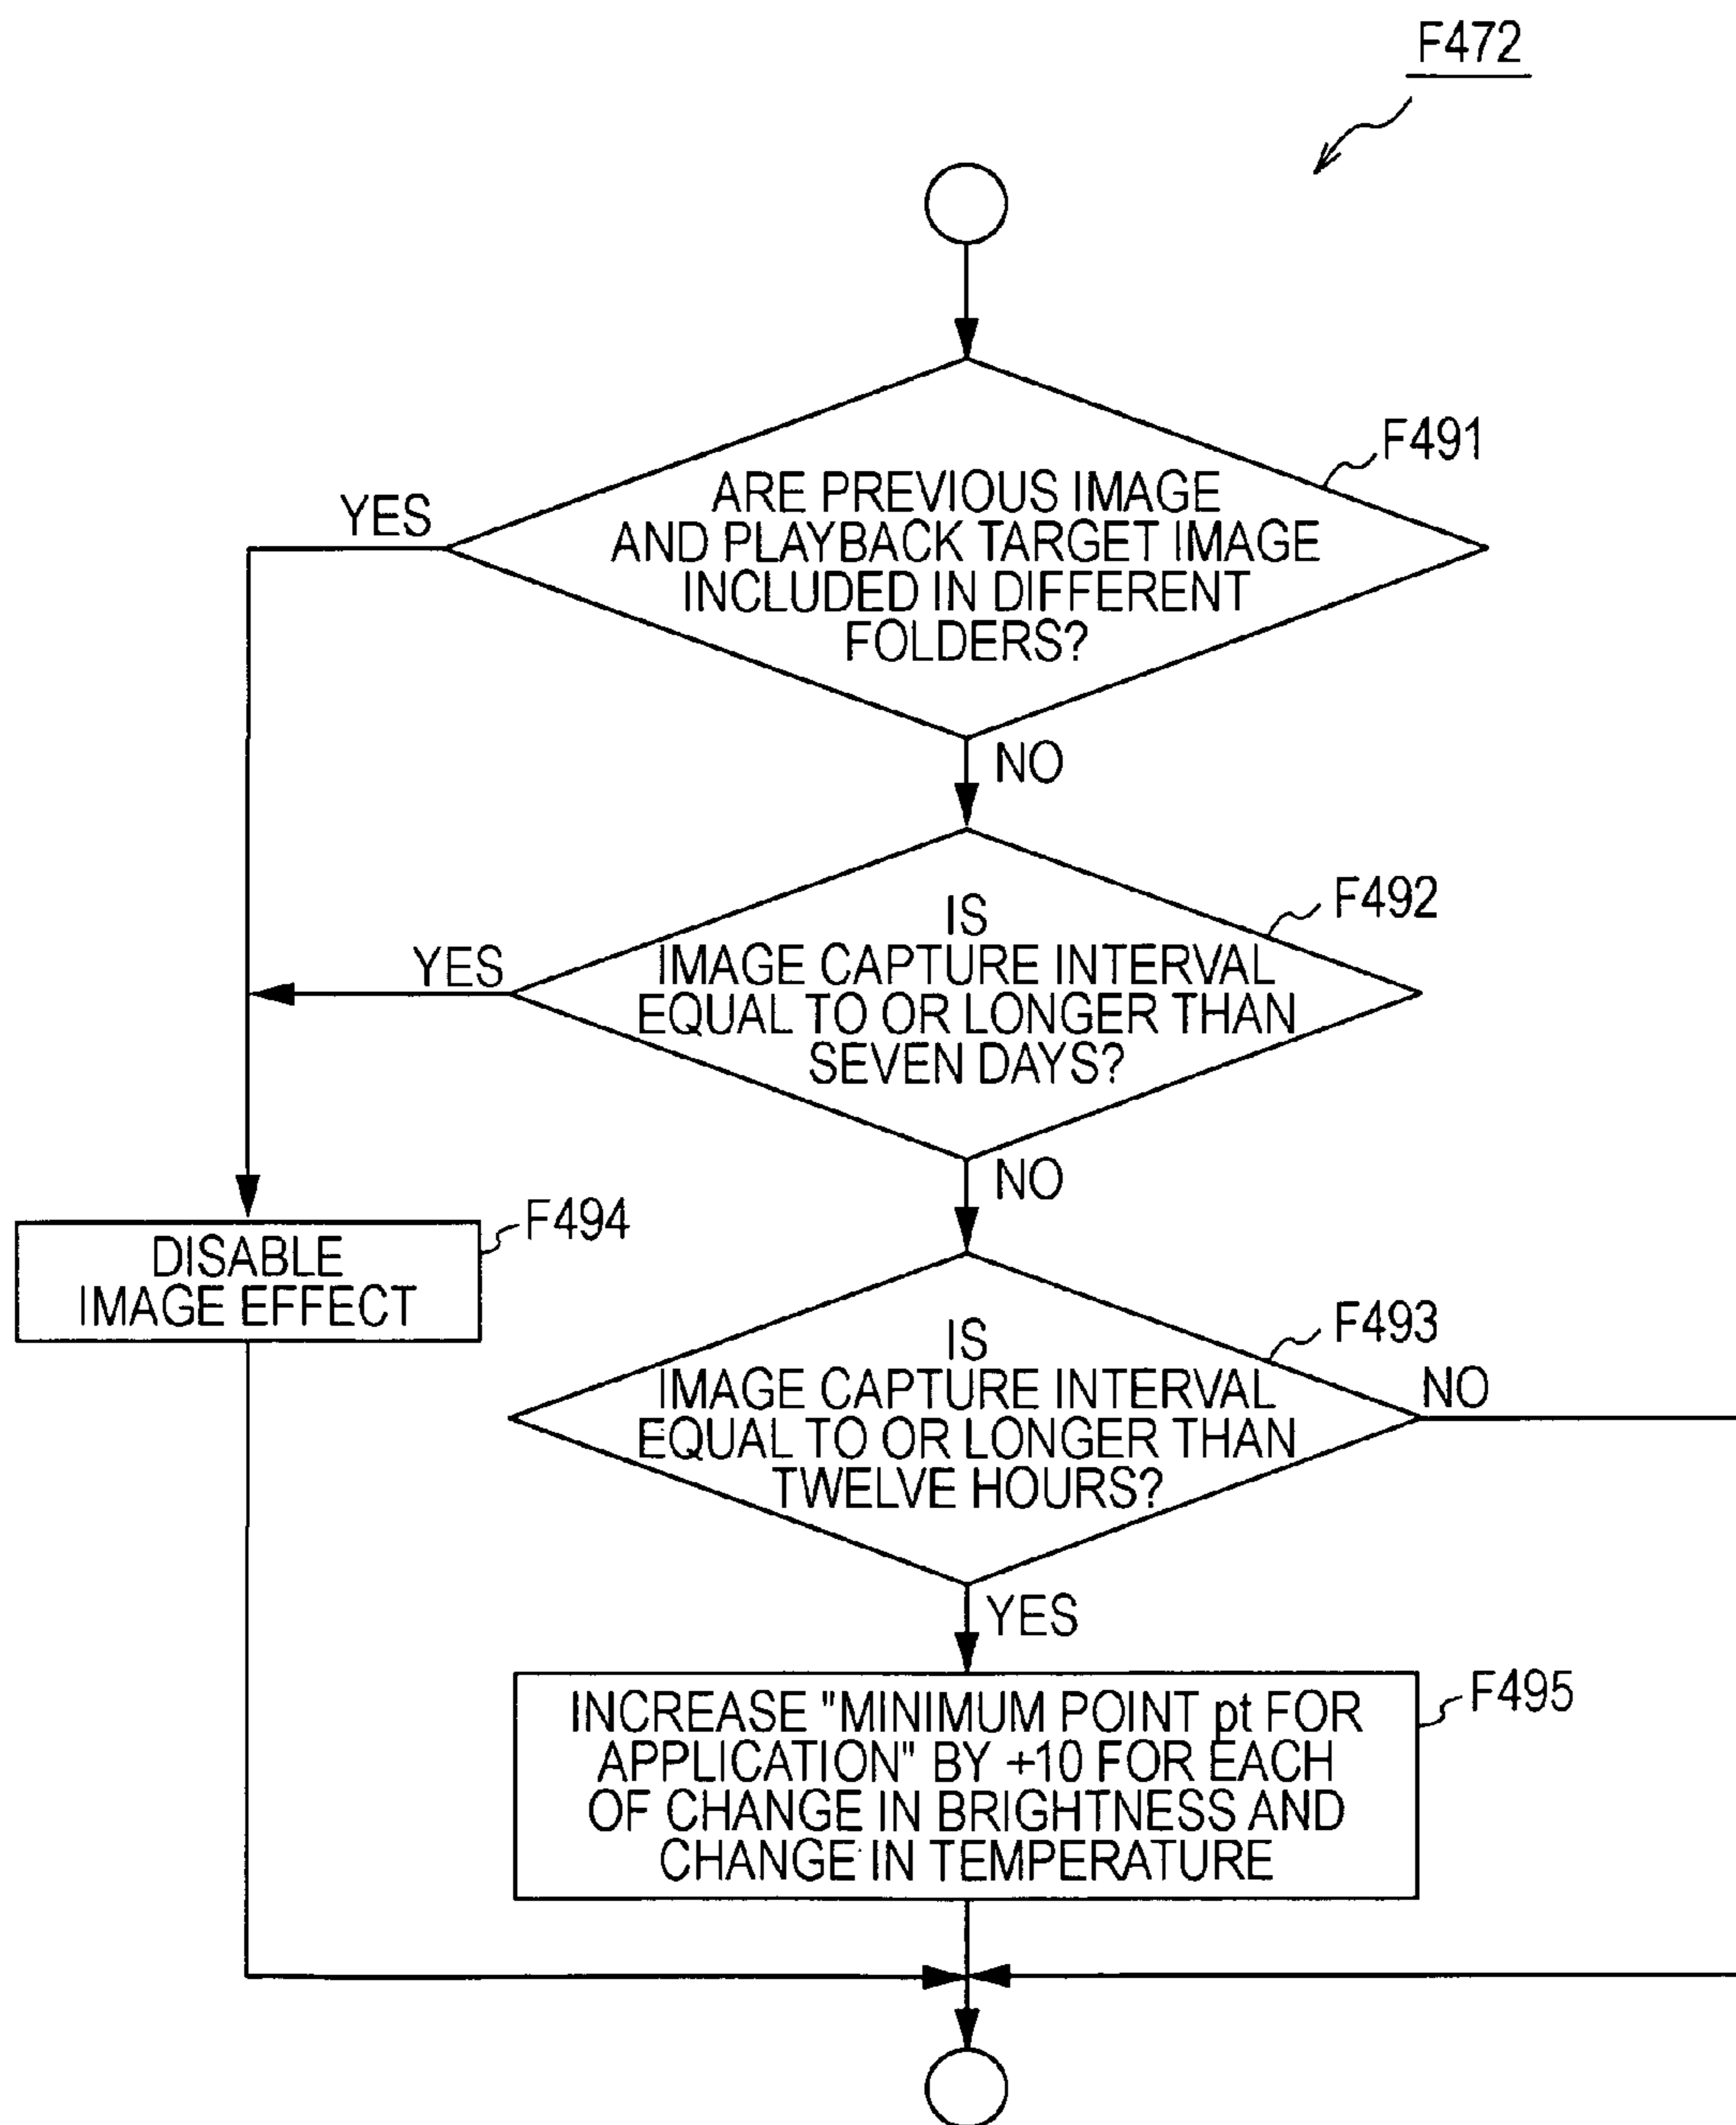 F472
F491
ARE PREVIOUS IMAGE
AND PLAYBACK TARGET IMAGE
INCLUDED IN DIFFERENT
FOLDERS?
YES
NO
F492
IS
IMAGE CAPTURE INTERVAL
EQUAL TO OR LONGER THAN
SEVEN DAYS?
YES
NO
F494
DISABLE
IMAGE EFFECT
F493
IS
IMAGE CAPTURE INTERVAL
EQUAL TO OR LONGER THAN
TWELVE HOURS?
NO
YES
F495
INCREASE "MINIMUM POINT pt FOR
APPLICATION" BY +10 FOR EACH
OF CHANGE IN BRIGHTNESS AND
CHANGE IN TEMPERATURE